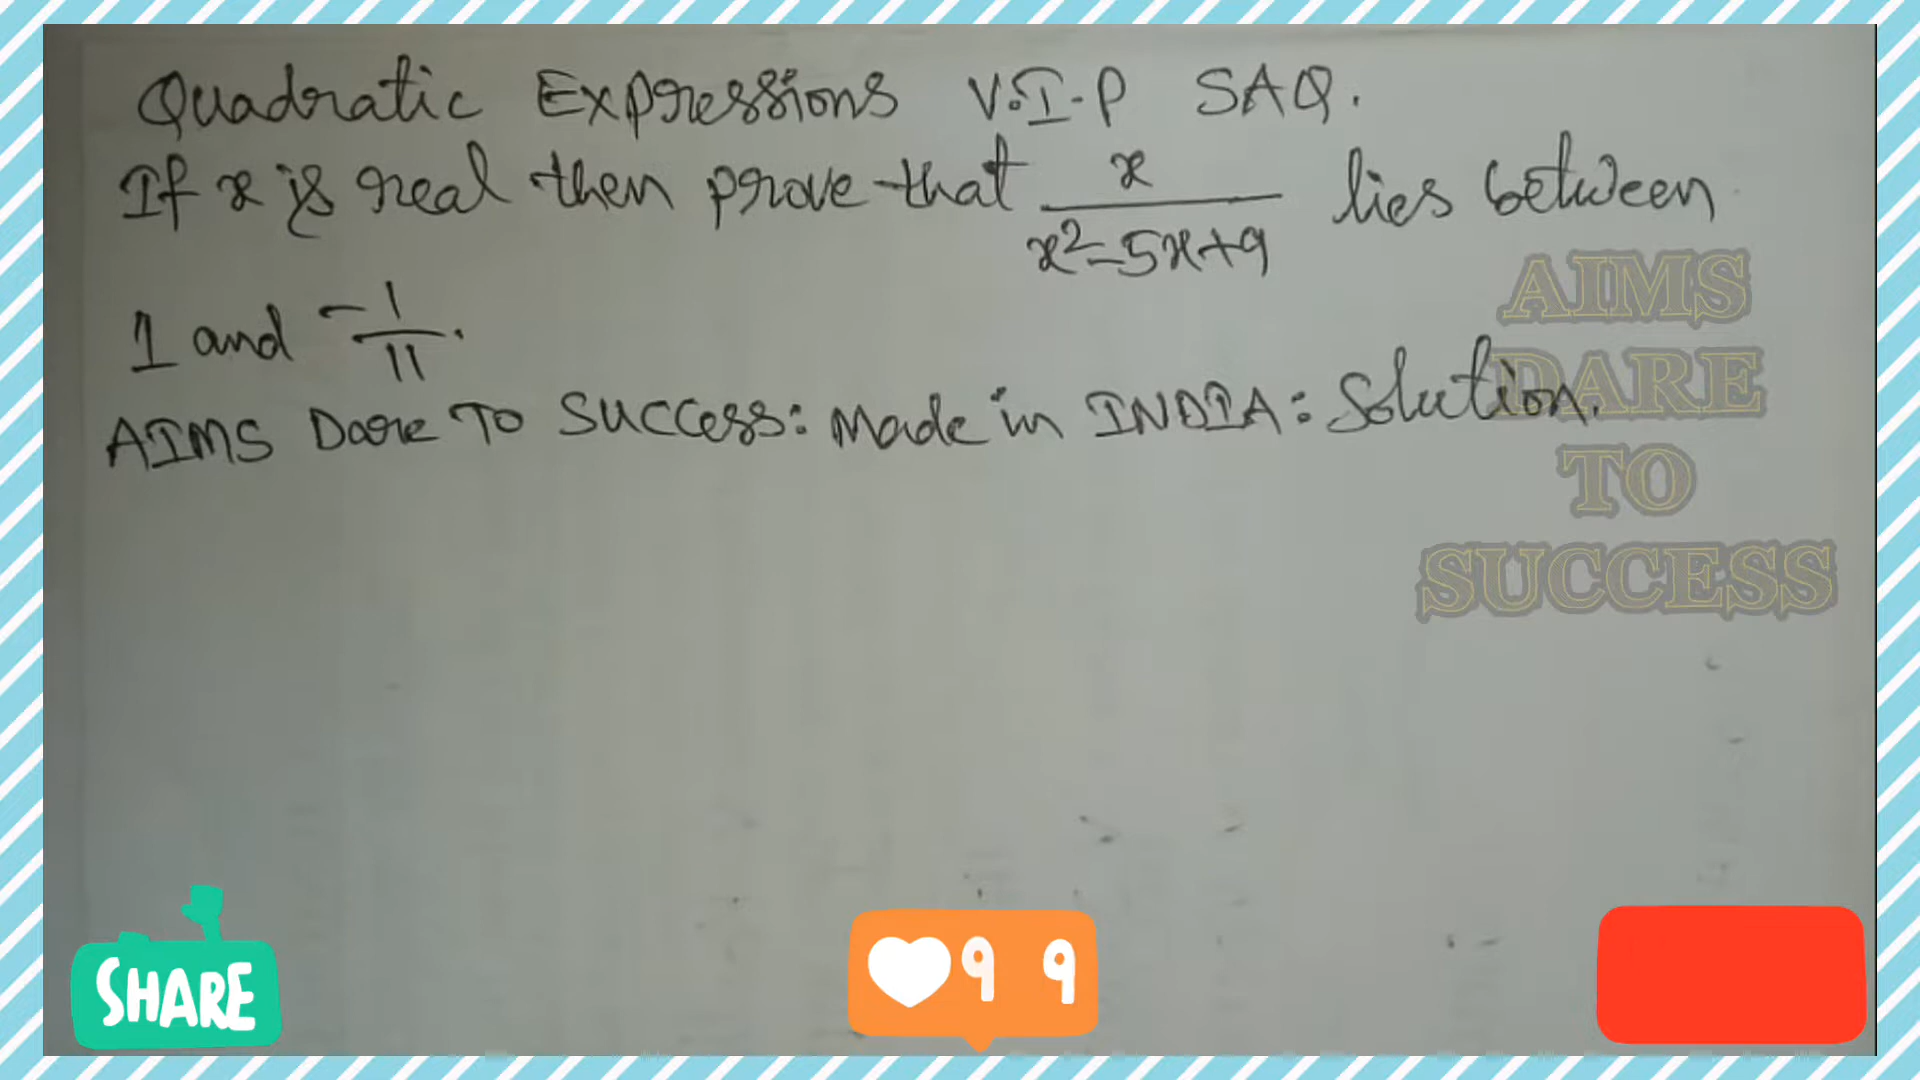 Quadratic Expressions V.I.P SAQ.
If x is real then prove that x/(x²-5x+9) lies between
1 and -1/11.
AIMS Dare To Success: Made in INDIA: Solution.
AIMS
DARE
TO
SUCCESS
SHARE
9 9